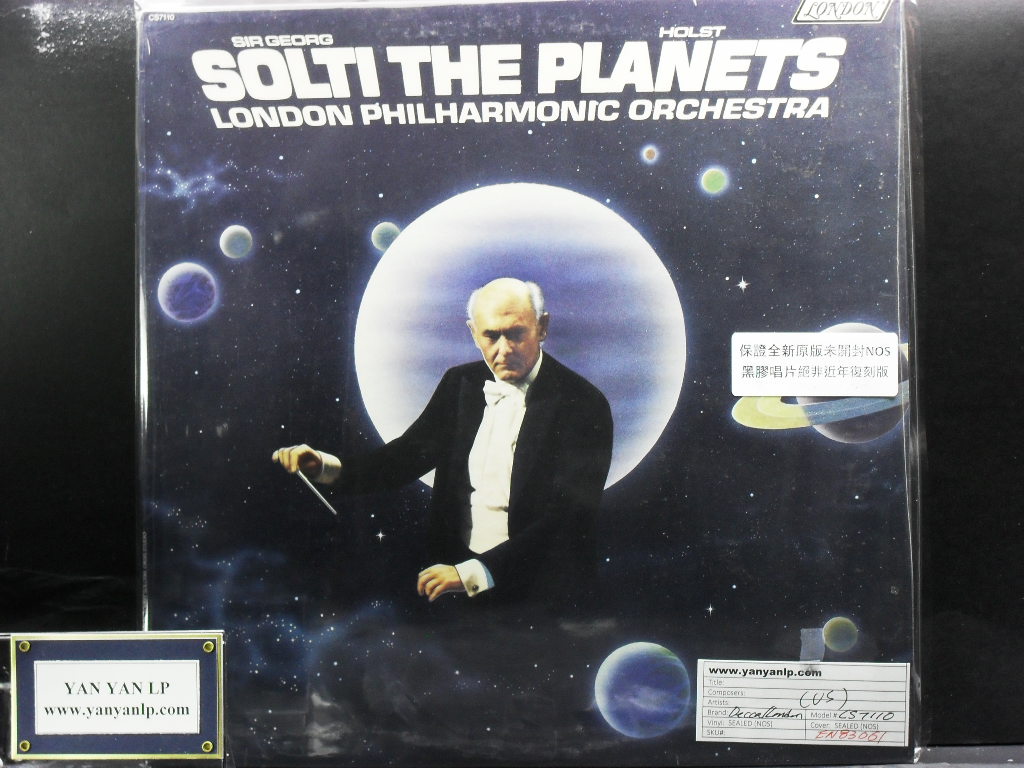 CS7110
LONDON
SIR GEORG
HOLST
SOLTI THE PLANETS
LONDON PHILHARMONIC ORCHESTRA
保證全新原版未開封NOS
黑膠唱片絕非近年復刻版
www.yanyanlp.com
Title:
Composers:
Artists: (US)
Brand: Decca/London Model # CS7110
Vinyl: SEALED (NOS) Cover: SEALED (NOS)
SKU#: EN83061
YAN YAN LP
www.yanyanlp.com